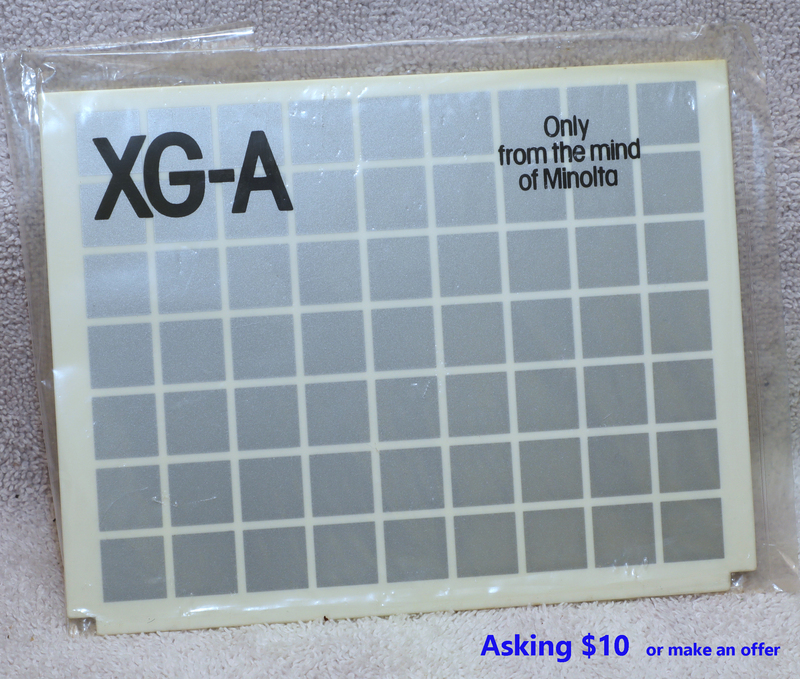 XG-A
Only
from the mind
of Minolta
Asking $10 or make an offer